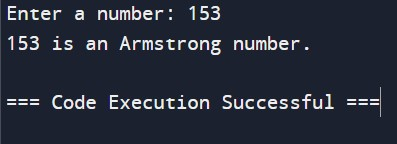 Enter a number: 153
153 is an Armstrong number.
=== Code Execution Successful ===